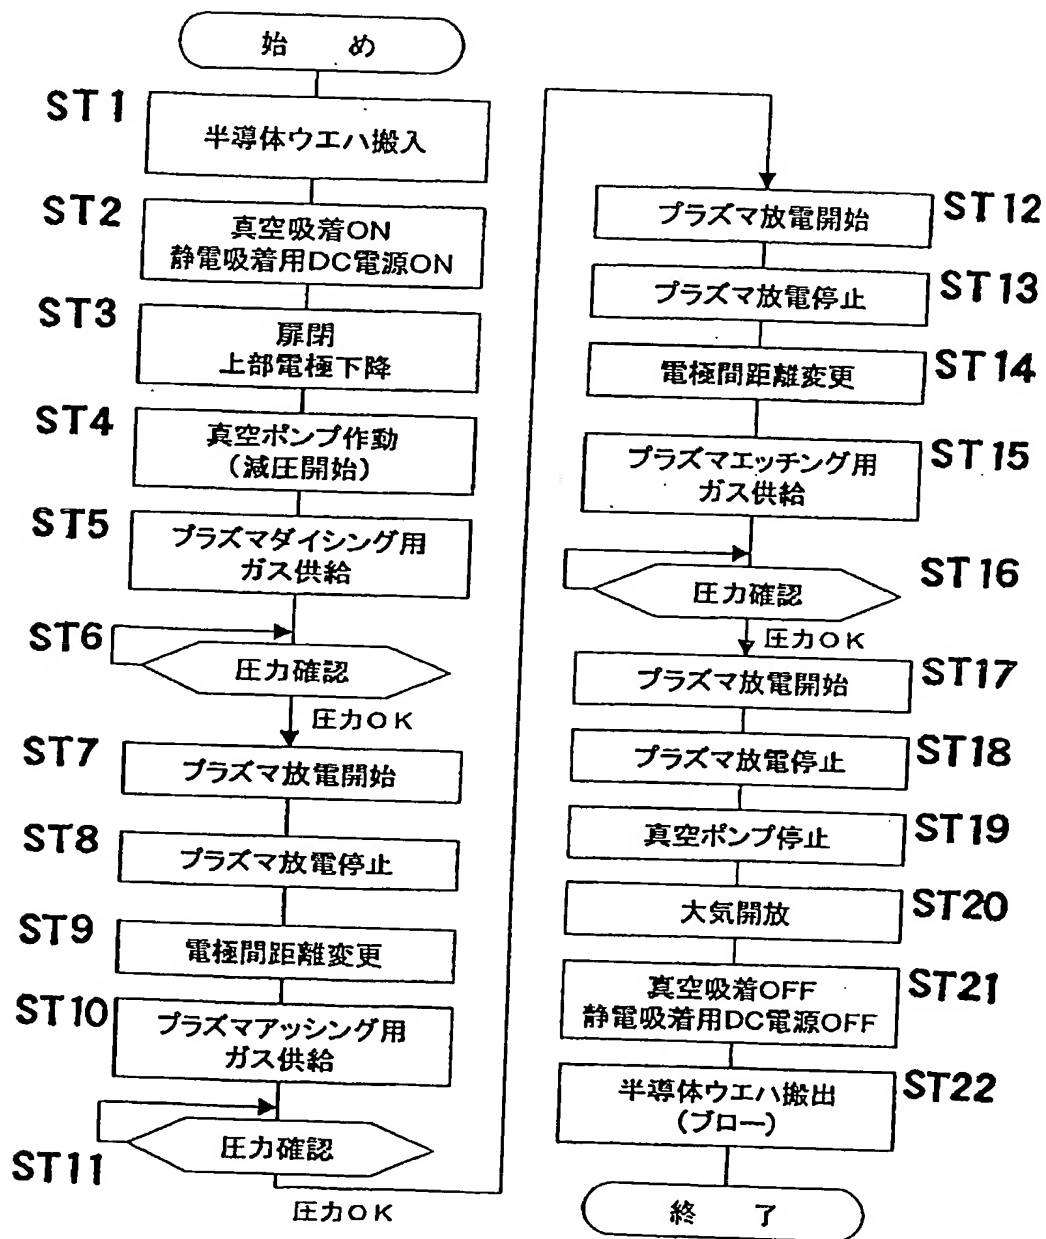 始 め
ST1
半導体ウエハ搬入
ST2
真空吸着ON
静電吸着用DC電源ON
ST3
扉閉
上部電極下降
ST4
真空ポンプ作動
(減圧開始)
ST5
プラズマダイシング用
ガス供給
ST6
圧力確認
圧力OK
ST7
プラズマ放電開始
ST8
プラズマ放電停止
ST9
電極間距離変更
ST10
プラズマアッシング用
ガス供給
ST11
圧力確認
圧力OK
プラズマ放電開始
ST12
プラズマ放電停止
ST13
電極間距離変更
ST14
プラズマエッチング用
ガス供給
ST15
圧力確認
ST16
圧力OK
プラズマ放電開始
ST17
プラズマ放電停止
ST18
真空ポンプ停止
ST19
大気開放
ST20
真空吸着OFF
静電吸着用DC電源OFF
ST21
半導体ウエハ搬出
(ブロー)
ST22
終 了